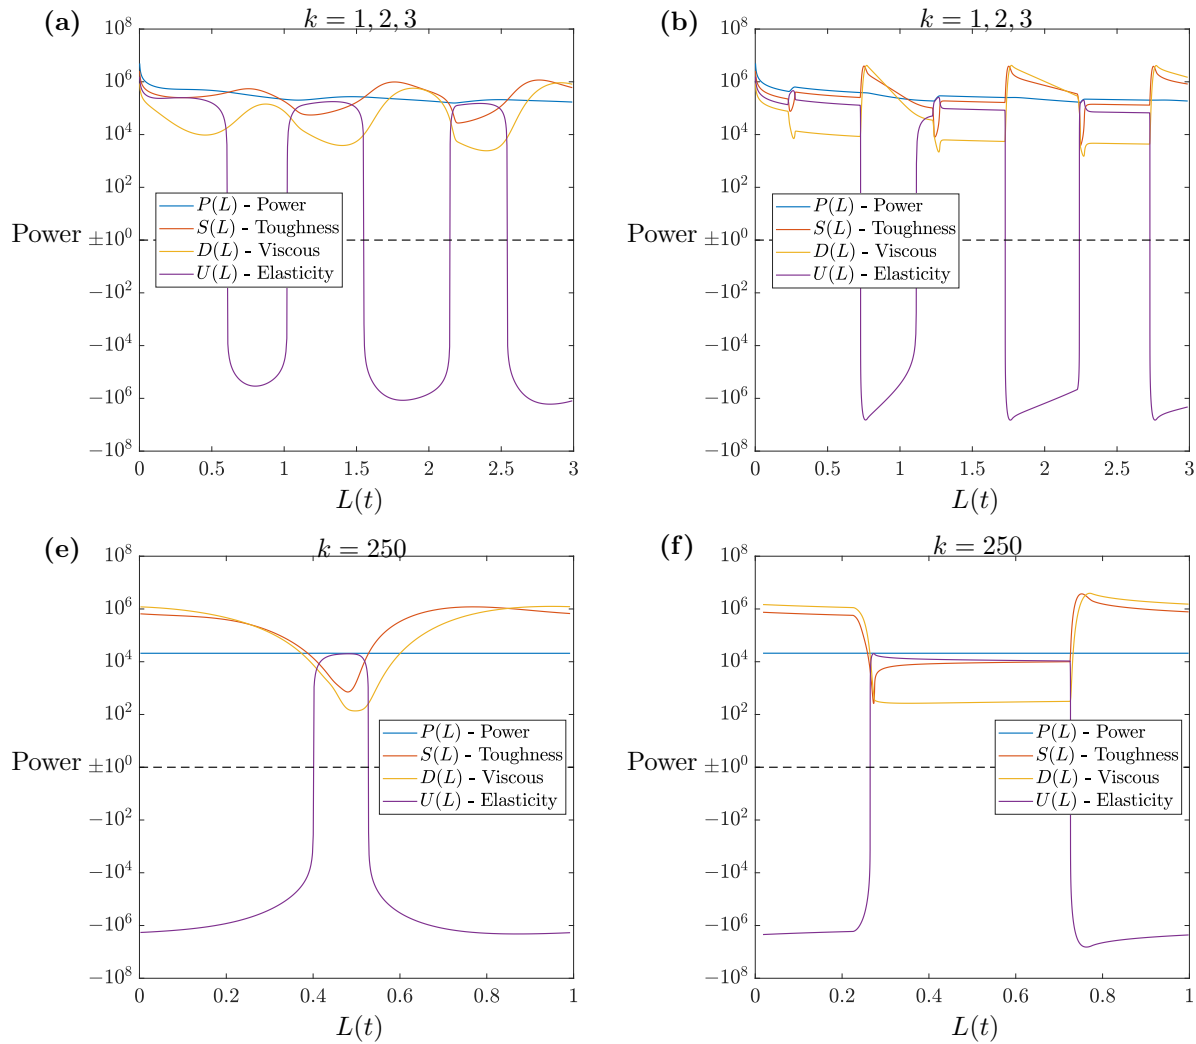 (a)
k = 1, 2, 3
10^8
10^6
10^4
10^2
Power ±10^0
−10^2
−10^4
−10^6
−10^8
P(L) - Power
S(L) - Toughness
D(L) - Viscous
U(L) - Elasticity
0 0.5 1 1.5 2 2.5 3
L(t)
(b)
k = 1, 2, 3
10^8
10^6
10^4
10^2
Power ±10^0
−10^2
−10^4
−10^6
−10^8
P(L) - Power
S(L) - Toughness
D(L) - Viscous
U(L) - Elasticity
0 0.5 1 1.5 2 2.5 3
L(t)
(e)
k = 250
10^8
10^6
10^4
10^2
Power ±10^0
−10^2
−10^4
−10^6
−10^8
P(L) - Power
S(L) - Toughness
D(L) - Viscous
U(L) - Elasticity
0 0.2 0.4 0.6 0.8 1
L(t)
(f)
k = 250
10^8
10^6
10^4
10^2
Power ±10^0
−10^2
−10^4
−10^6
−10^8
P(L) - Power
S(L) - Toughness
D(L) - Viscous
U(L) - Elasticity
0 0.2 0.4 0.6 0.8 1
L(t)